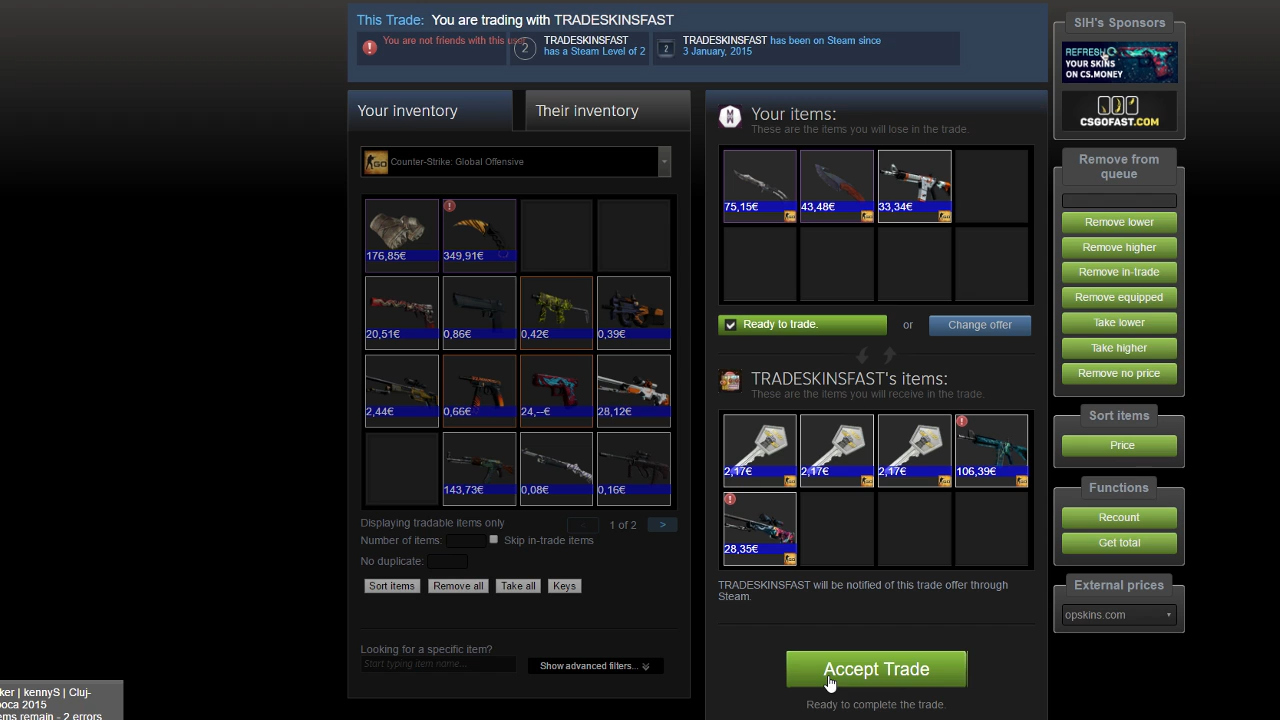 This Trade: You are trading with TRADESKINSFAST
You are not friends with this
2
TRADESKINSFAST
has a Steam Level of 2
2
TRADESKINSFAST has been on Steam since
3 January, 2015
Your inventory
Their inventory
Counter-Strike: Global Offensive
176,85€
349,91€
20,51€
0,86€
0,42€
0,39€
2,44€
0,66€
24,--€
28,12€
143,73€
0,08€
0,16€
Displaying tradable items only
1 of 2
>
Number of items:
Skip in-trade items
No duplicate:
Sort items
Remove all
Take all
Keys
Looking for a specific item?
Start typing item name...
Show advanced filters...
Your items:
These are the items you will lose in the trade.
75,15€
43,48€
33,34€
Ready to trade.
or
Change offer
TRADESKINSFAST's items:
These are the items you will receive in the trade.
2,17€
2,17€
2,17€
106,39€
28,35€
TRADESKINSFAST will be notified of this trade offer through
Steam.
Accept Trade
Ready to complete the trade.
SIH's Sponsors
REFRESH
YOUR SKINS
ON CS.MONEY
CSGOFAST.COM
Remove from
queue
Remove lower
Remove higher
Remove in-trade
Remove equipped
Take lower
Take higher
Remove no price
Sort items
Price
Functions
Recount
Get total
External prices
opskins.com
ker | kennyS | Cluj-
poca 2015
ems remain - 2 errors